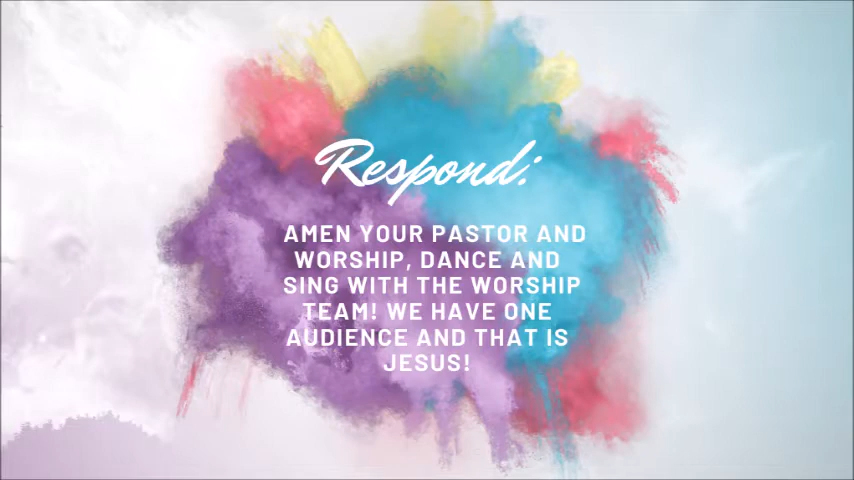 Respond:
AMEN YOUR PASTOR AND
WORSHIP, DANCE AND
SING WITH THE WORSHIP
TEAM! WE HAVE ONE
AUDIENCE AND THAT IS
JESUS!